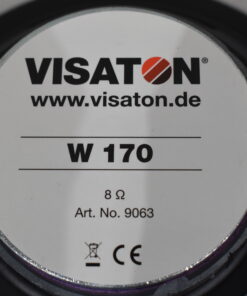 VISATON®
www.visaton.de
W 170
8 Ω
Art. No. 9063
CE